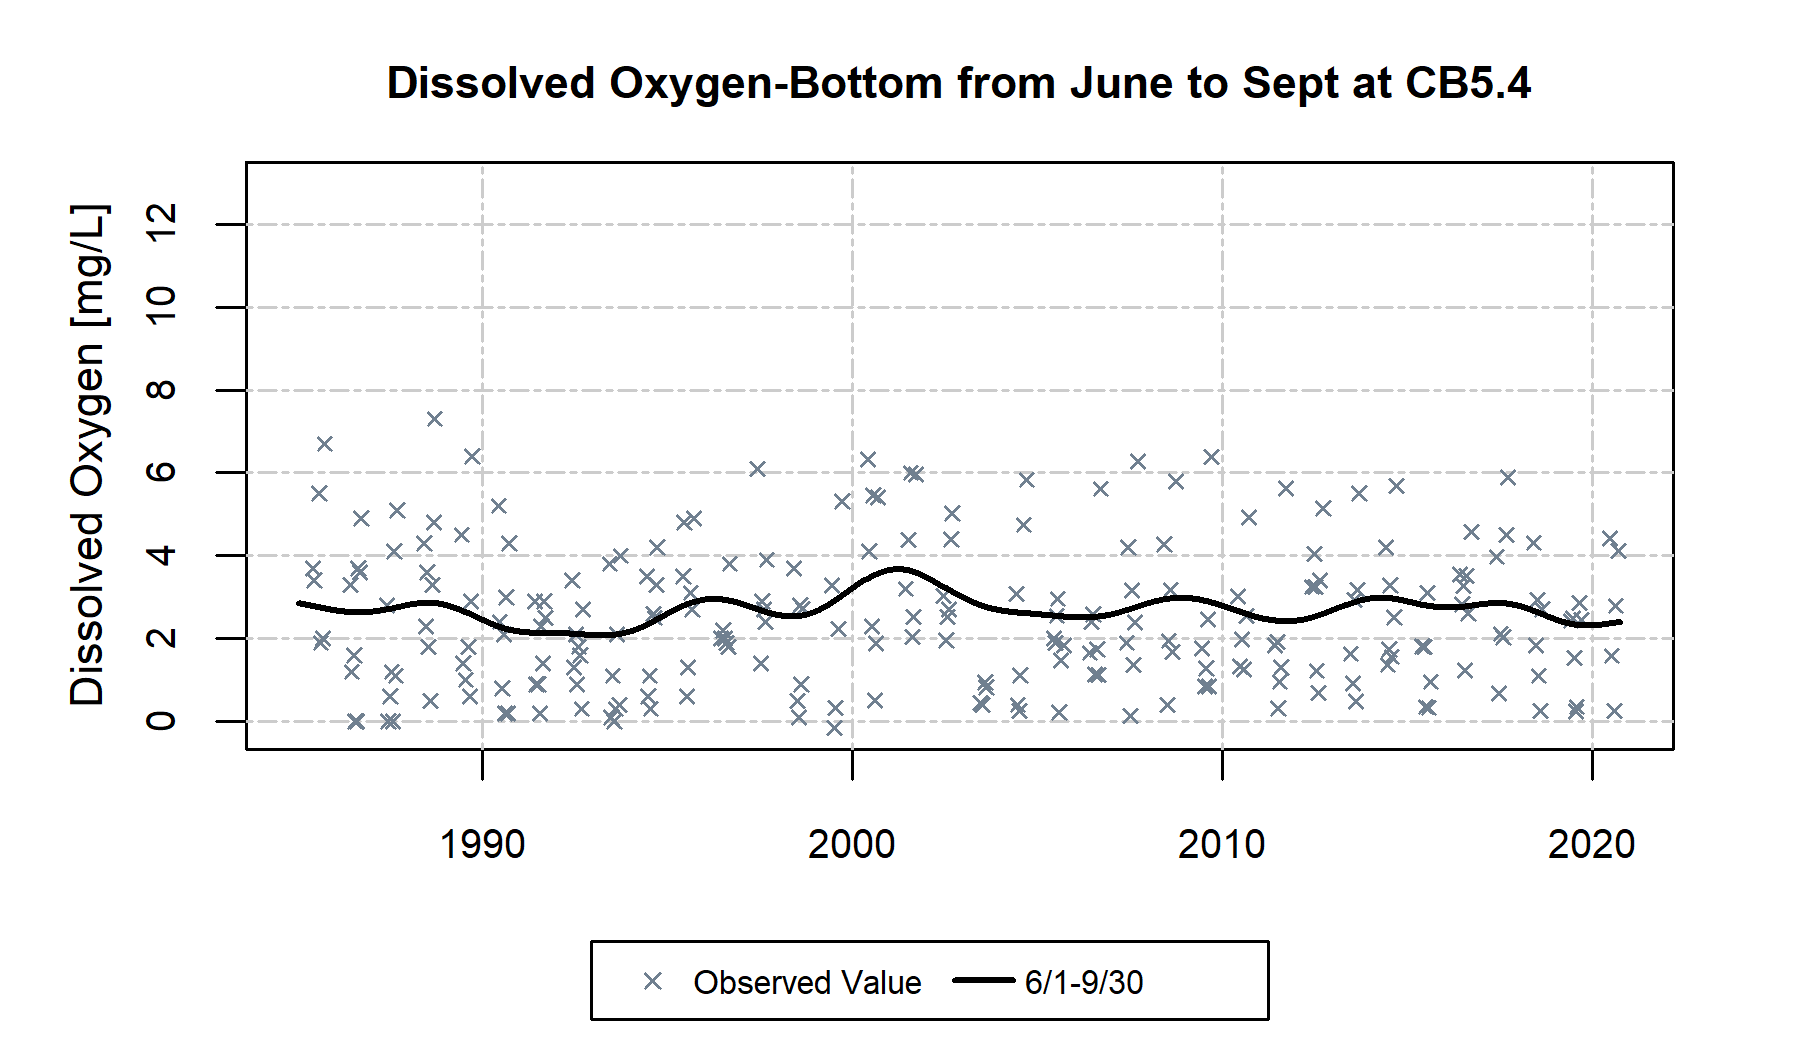 Dissolved Oxygen-Bottom from June to Sept at CB5.4
Dissolved Oxygen [mg/L]
12
10
8
6
4
2
0
1990 2000 2010 2020
Observed Value 6/1-9/30